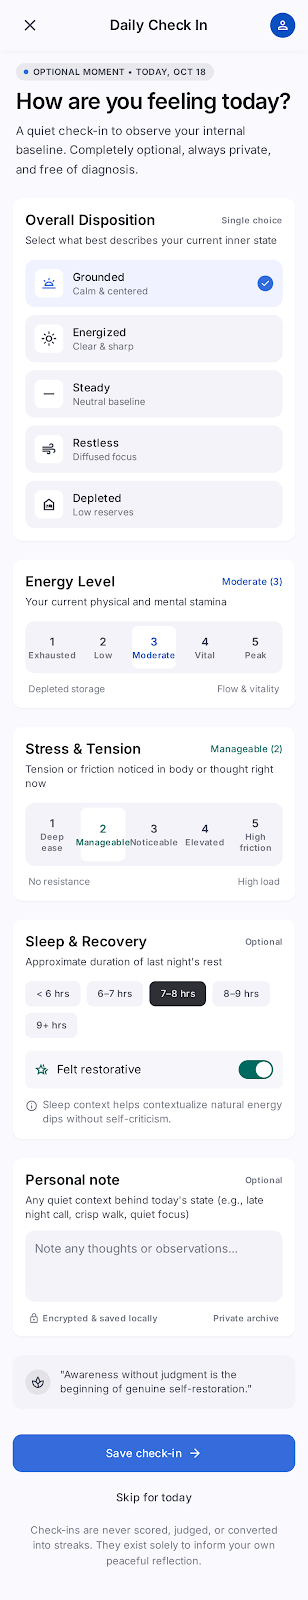 Daily Check In
OPTIONAL MOMENT • TODAY, OCT 18
How are you feeling today?
A quiet check-in to observe your internal
baseline. Completely optional, always private,
and free of diagnosis.
Overall Disposition
Single choice
Select what best describes your current inner state
Grounded
Calm & centered
Energized
Clear & sharp
Steady
Neutral baseline
Restless
Diffused focus
Depleted
Low reserves
Energy Level
Moderate (3)
Your current physical and mental stamina
1 2 3 4 5
Exhausted Low Moderate Vital Peak
Depleted storage
Flow & vitality
Stress & Tension
Manageable (2)
Tension or friction noticed in body or thought right
now
1 2 3 4 5
Deep ease Manageable Noticeable Elevated High friction
No resistance
High load
Sleep & Recovery
Optional
Approximate duration of last night's rest
< 6 hrs 6–7 hrs 7–8 hrs 8–9 hrs
9+ hrs
Felt restorative
Sleep context helps contextualize natural energy
dips without self-criticism.
Personal note
Optional
Any quiet context behind today's state (e.g., late
night call, crisp walk, quiet focus)
Note any thoughts or observations...
Encrypted & saved locally
Private archive
"Awareness without judgment is the
beginning of genuine self-restoration."
Save check-in →
Skip for today
Check-ins are never scored, judged, or converted
into streaks. They exist solely to inform your own
peaceful reflection.